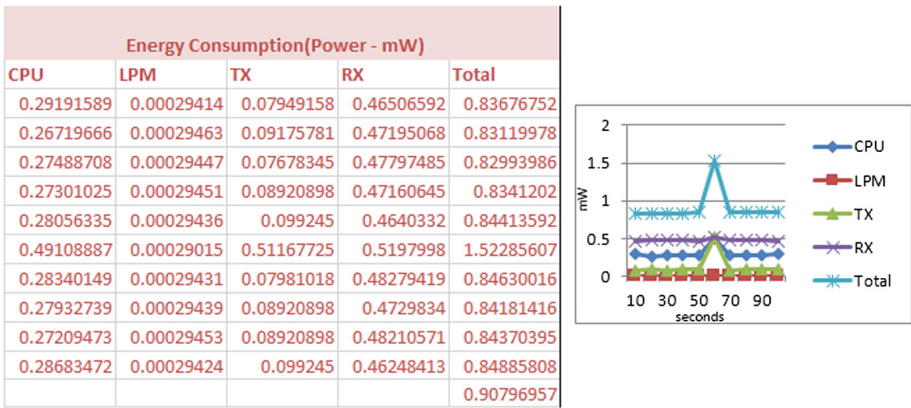 Energy Consumption(Power - mW)
CPU LPM TX RX Total
0.29191589 0.00029414 0.07949158 0.46506592 0.83676752
0.26719666 0.00029463 0.09175781 0.47195068 0.83119978
0.27488708 0.00029447 0.07678345 0.47797485 0.82993986
0.27301025 0.00029451 0.08920898 0.47160645 0.8341202
0.28056335 0.00029436 0.099245 0.4640332 0.84413592
0.49108887 0.00029015 0.51167725 0.5197998 1.52285607
0.28340149 0.00029431 0.07981018 0.48279419 0.84630016
0.27932739 0.00029439 0.08920898 0.4729834 0.84181416
0.27209473 0.00029453 0.08920898 0.48210571 0.84370395
0.28683472 0.00029424 0.099245 0.46248413 0.84885808
0.90796957
2
1.5
1
0.5
0
mW
10 30 50 70 90
seconds
CPU
LPM
TX
RX
Total